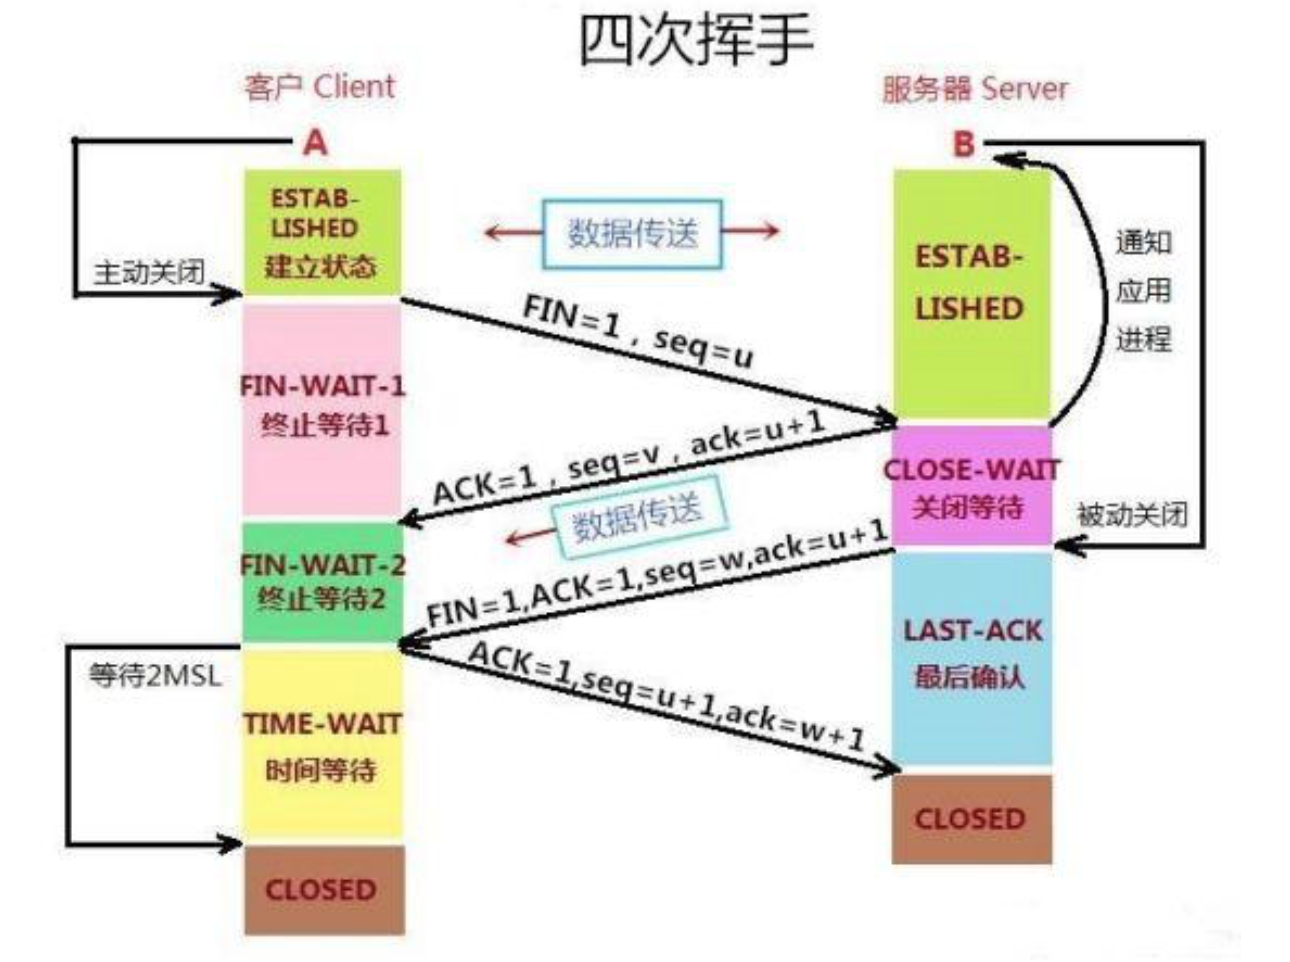 四次挥手
客户 Client
服务器 Server
A
B
ESTAB-
LISHED
建立状态
数据传送
ESTAB-
LISHED
通知
应用
进程
主动关闭
FIN=1，seq=u
FIN-WAIT-1
终止等待1
ACK=1，seq=v，ack=u+1
CLOSE-WAIT
关闭等待
被动关闭
数据传送
FIN-WAIT-2
终止等待2
FIN=1,ACK=1,seq=w,ack=u+1
LAST-ACK
最后确认
等待2MSL
ACK=1,seq=u+1,ack=w+1
TIME-WAIT
时间等待
CLOSED
CLOSED